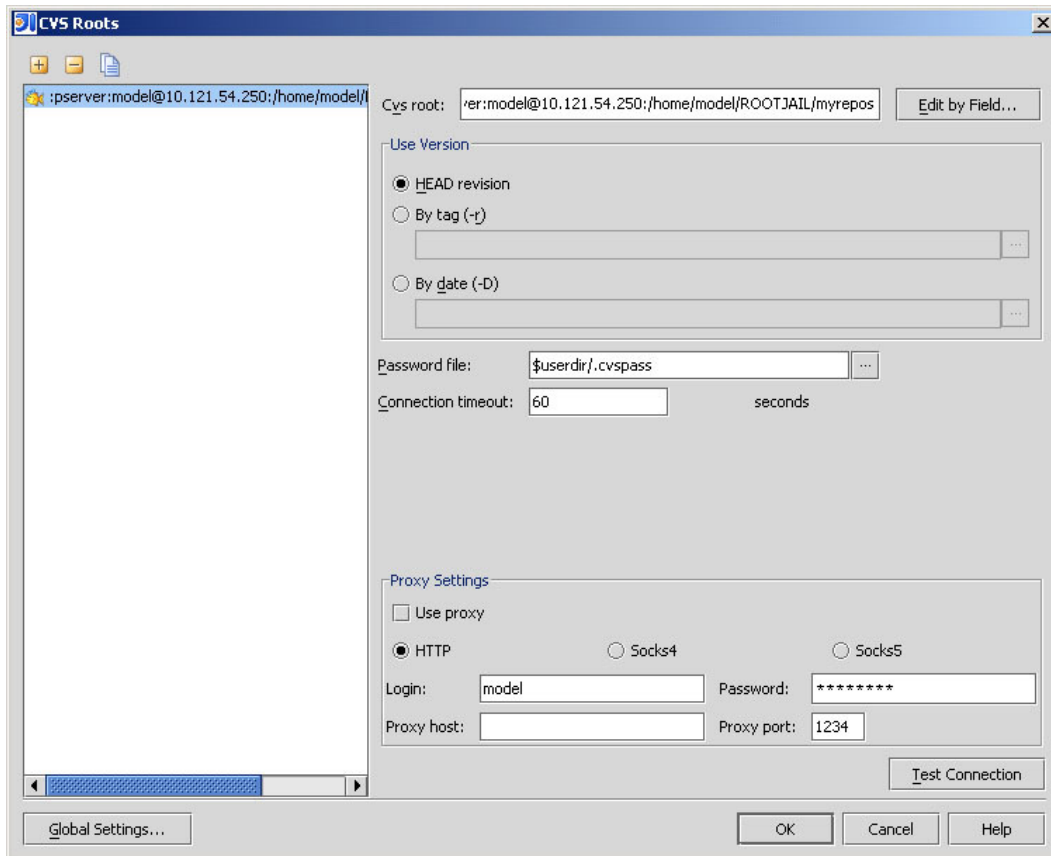 CVS Roots
:pserver:model@10.121.54.250:/home/model/
Cvs root: er:model@10.121.54.250:/home/model/ROOTJAIL/myrepos Edit by Field...
Use Version
HEAD revision
By tag (-r)
...
By date (-D)
...
Password file: $userdir/.cvspass ...
Connection timeout: 60 seconds
Proxy Settings
Use proxy
HTTP Socks4 Socks5
Login: model Password: ********
Proxy host: Proxy port: 1234
Test Connection
Global Settings... OK Cancel Help